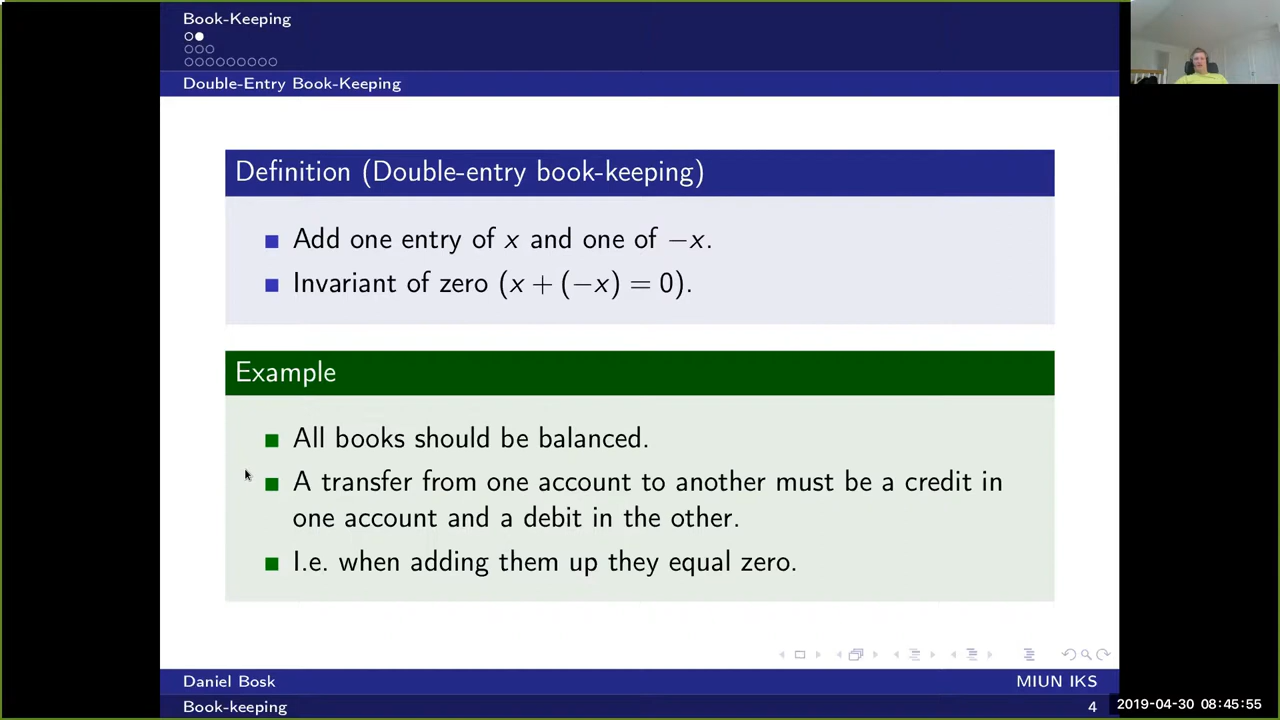 Book-Keeping
Double-Entry Book-Keeping
Definition (Double-entry book-keeping)
Add one entry of x and one of −x.
Invariant of zero (x + (−x) = 0).
Example
All books should be balanced.
A transfer from one account to another must be a credit in
one account and a debit in the other.
I.e. when adding them up they equal zero.
Daniel Bosk
MIUN IKS
Book-keeping
4
2019-04-30 08:45:55